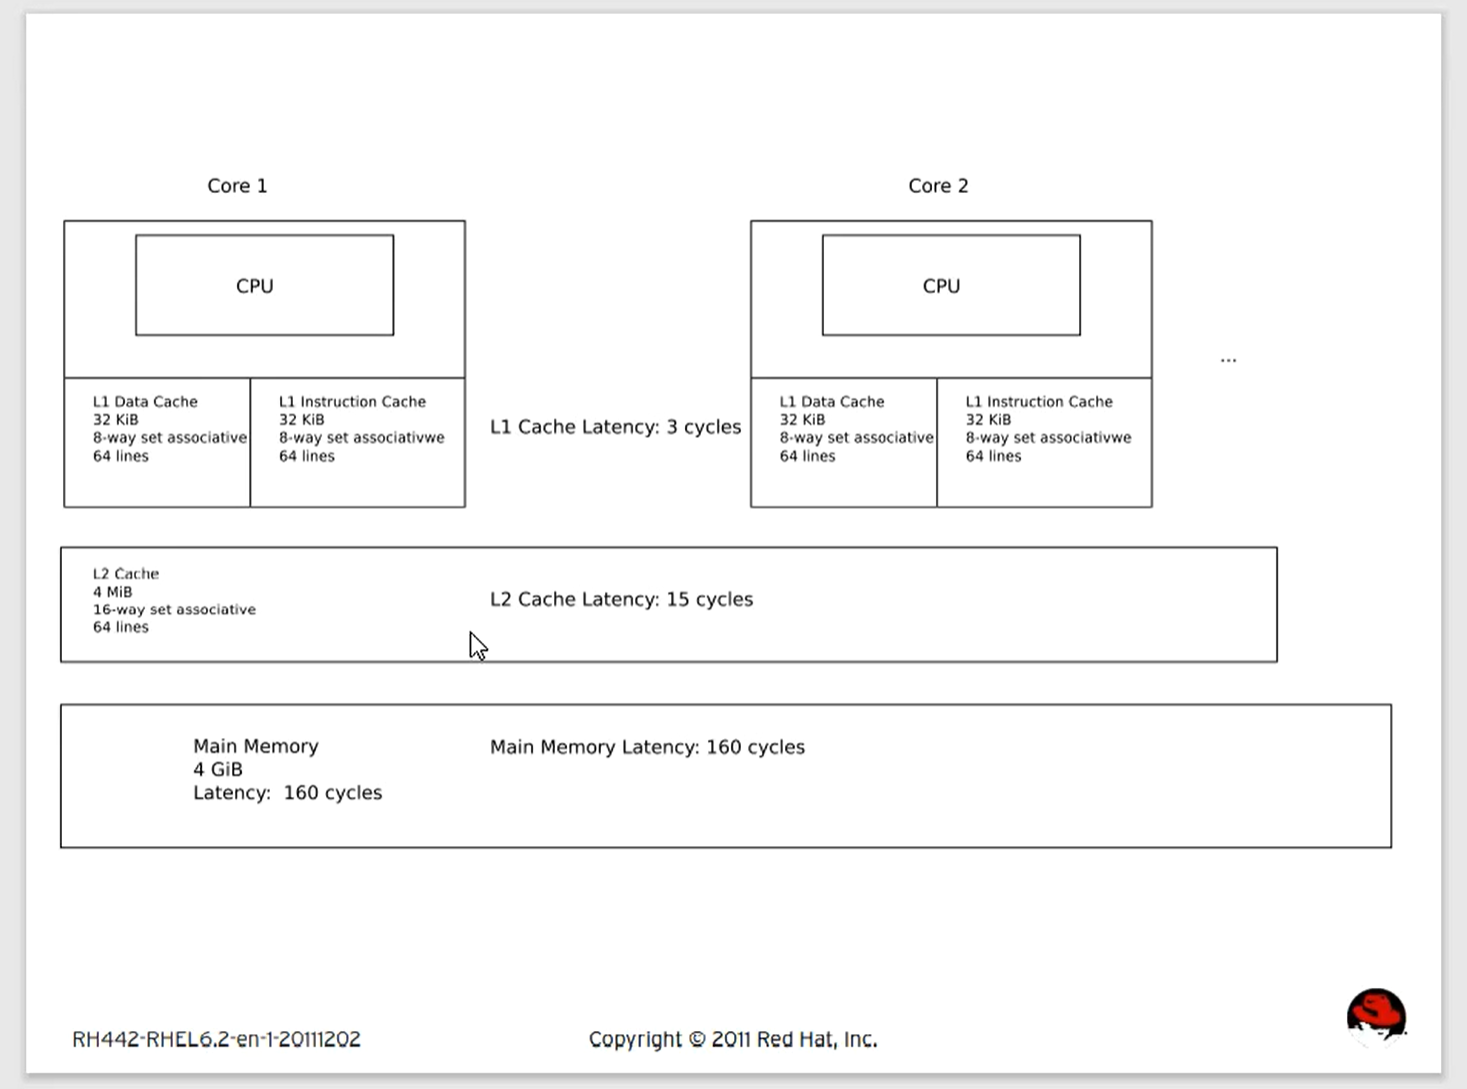 Core 1
Core 2
CPU
CPU
...
L1 Data Cache
32 KiB
8-way set associative
64 lines
L1 Instruction Cache
32 KiB
8-way set associativwe
64 lines
L1 Cache Latency: 3 cycles
L1 Data Cache
32 KiB
8-way set associative
64 lines
L1 Instruction Cache
32 KiB
8-way set associativwe
64 lines
L2 Cache
4 MiB
16-way set associative
64 lines
L2 Cache Latency: 15 cycles
Main Memory
4 GiB
Latency:  160 cycles
Main Memory Latency: 160 cycles
RH442-RHEL6.2-en-1-20111202
Copyright © 2011 Red Hat, Inc.